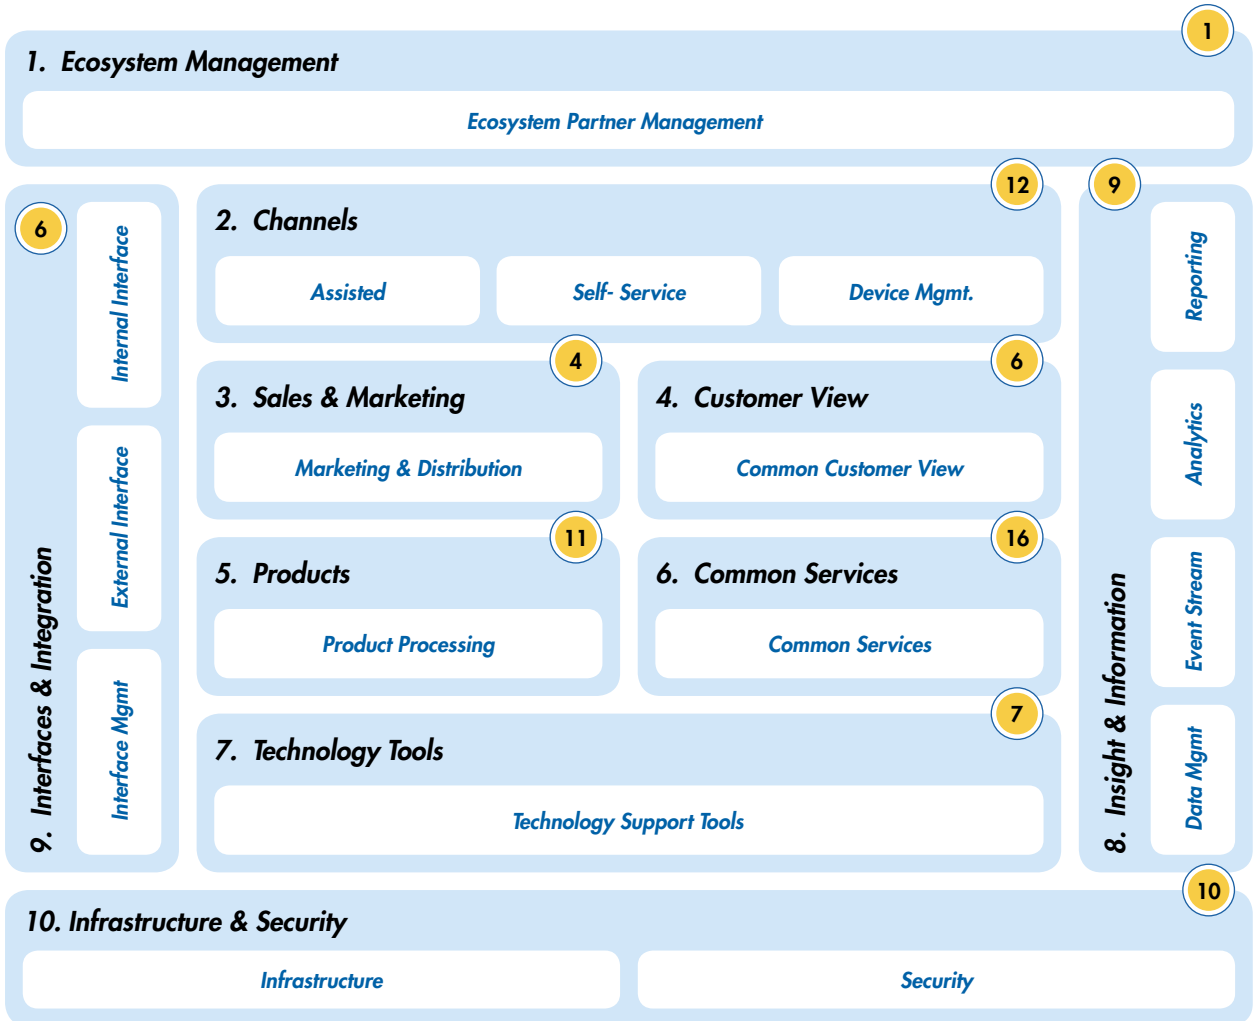 1
1. Ecosystem Management
Ecosystem Partner Management
6
9. Interfaces & Integration
Internal Interface
External Interface
Interface Mgmt
12
2. Channels
Assisted
Self- Service
Device Mgmt.
4
3. Sales & Marketing
Marketing & Distribution
6
4. Customer View
Common Customer View
11
5. Products
Product Processing
16
6. Common Services
Common Services
7
7. Technology Tools
Technology Support Tools
9
8. Insight & Information
Reporting
Analytics
Event Stream
Data Mgmt
10
10. Infrastructure & Security
Infrastructure
Security